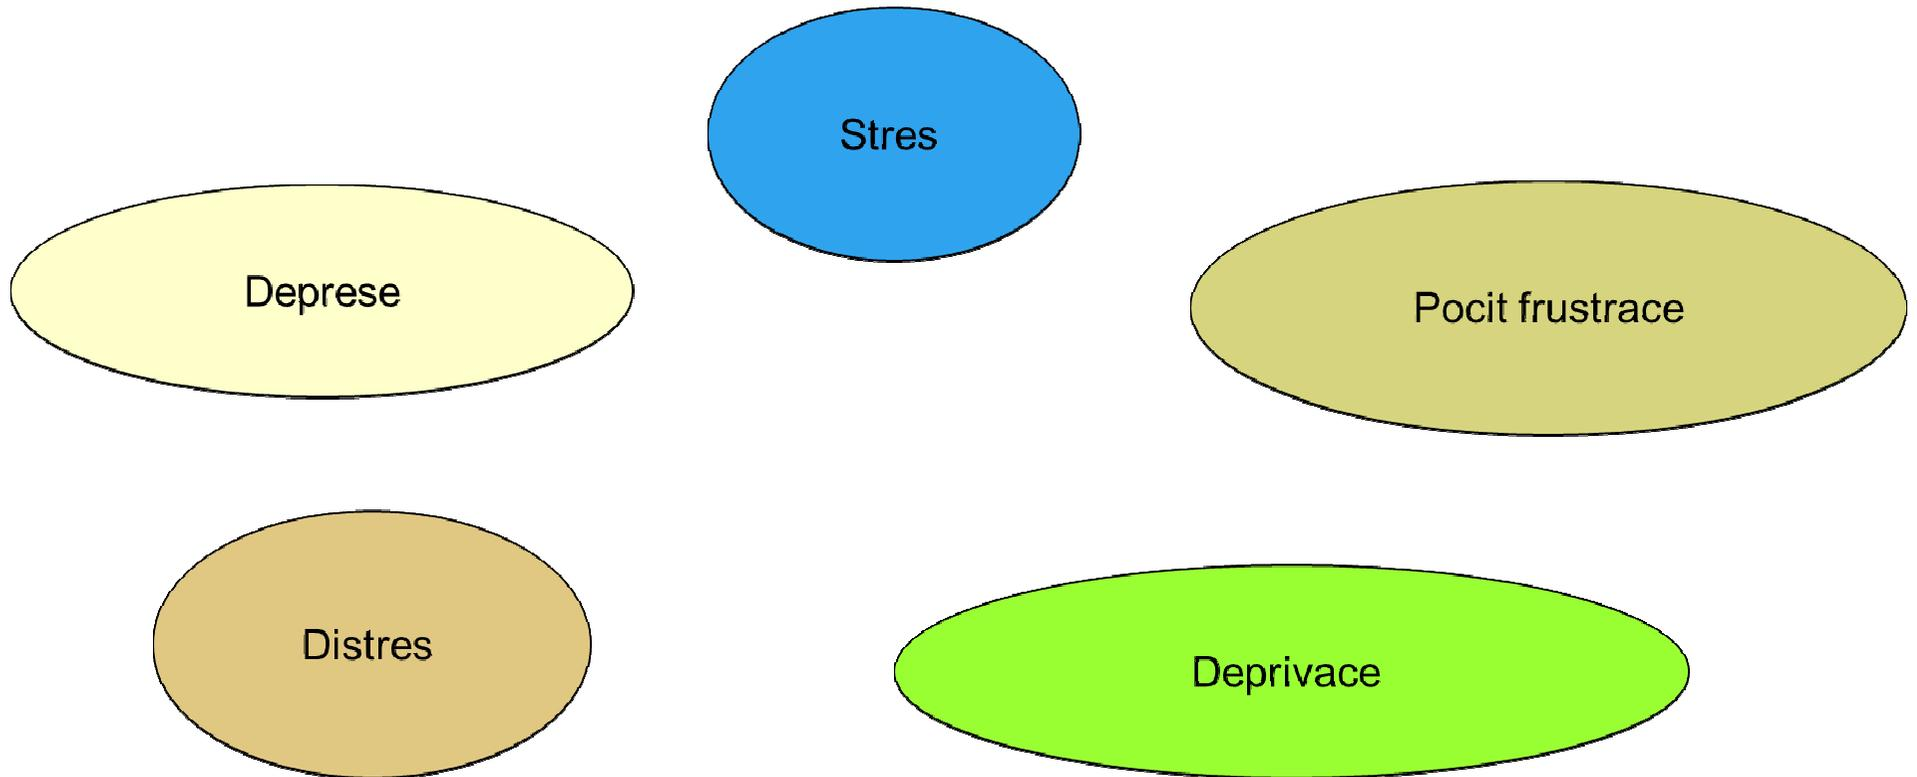 Stres
Deprese
Pocit frustrace
Distres
Deprivace